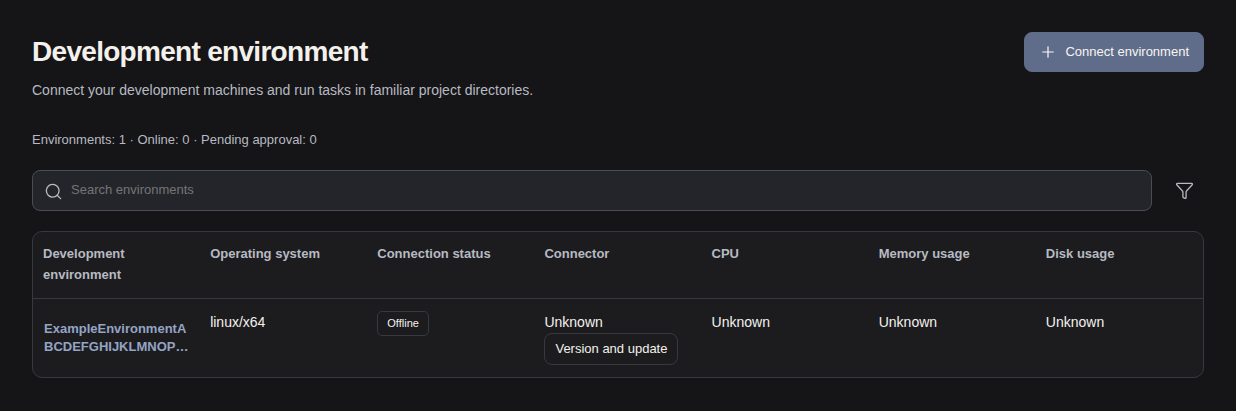 Development environment
Connect environment
Connect your development machines and run tasks in familiar project directories.
Environments: 1 · Online: 0 · Pending approval: 0
Search environments
Development environment
Operating system
Connection status
Connector
CPU
Memory usage
Disk usage
ExampleEnvironmentA
BCDEFGHIJKLMNOP…
linux/x64
Offline
Unknown
Version and update
Unknown
Unknown
Unknown